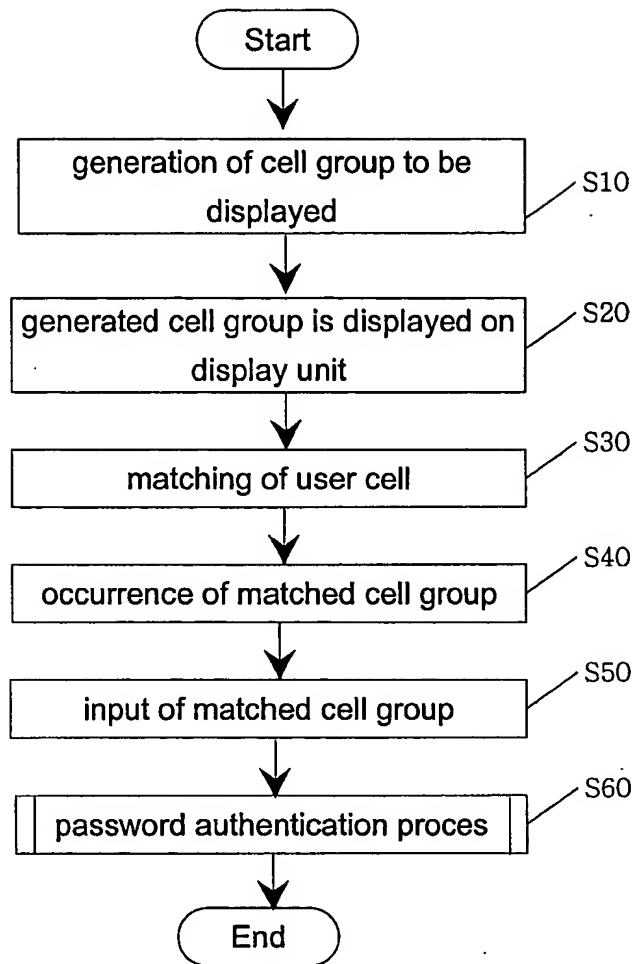 Start
generation of cell group to be
displayed
S10
generated cell group is displayed on
display unit
S20
matching of user cell
S30
occurrence of matched cell group
S40
input of matched cell group
S50
password authentication proces
S60
End